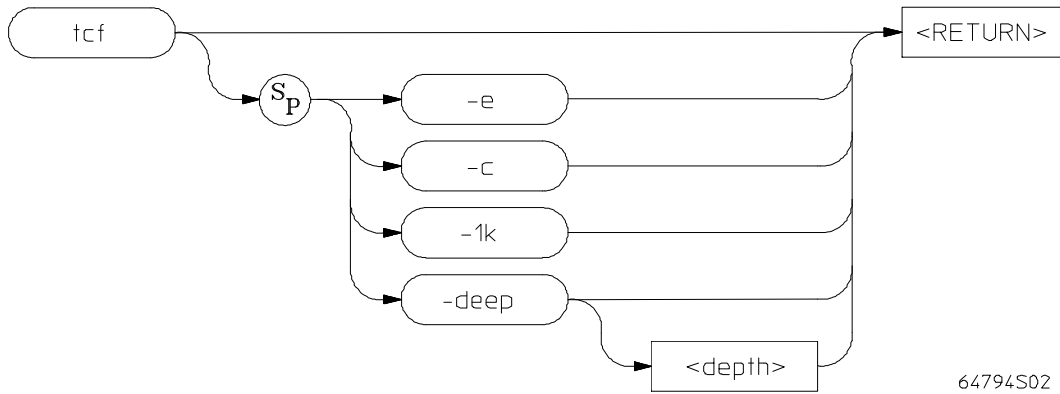 tcf
<RETURN>
SP
-e
-c
-1k
-deep
<depth>
64794S02